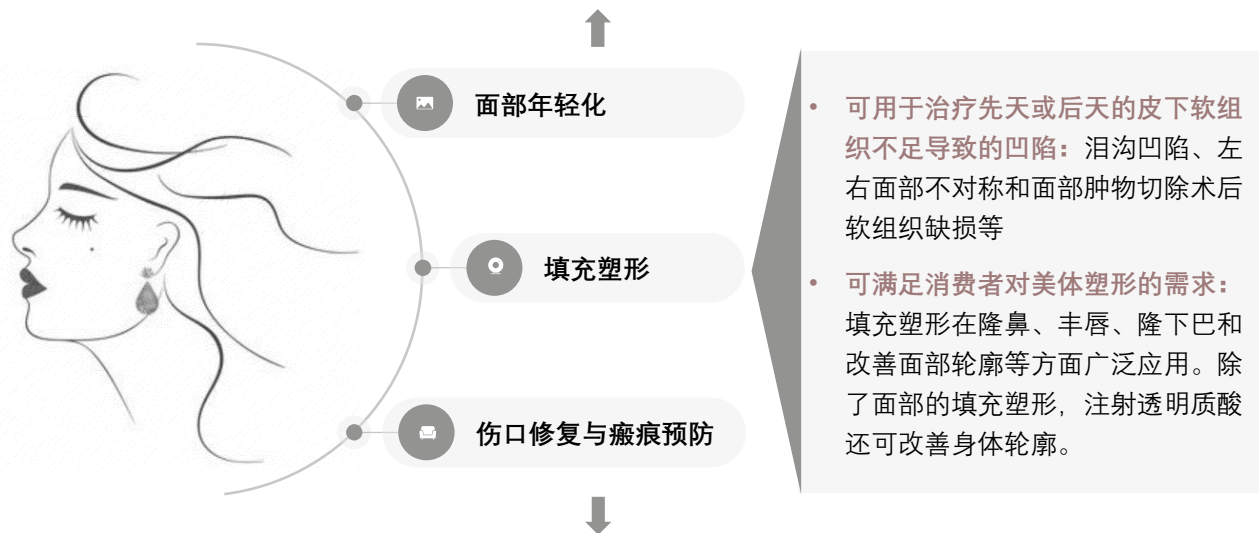 面部年轻化
填充塑形
伤口修复与瘢痕预防
• 可用于治疗先天或后天的皮下软组
织不足导致的凹陷：泪沟凹陷、左
右面部不对称和面部肿物切除术后
软组织缺损等
• 可满足消费者对美体塑形的需求：
填充塑形在隆鼻、丰唇、隆下巴和
改善面部轮廓等方面广泛应用。除
了面部的填充塑形，注射透明质酸
还可改善身体轮廓。